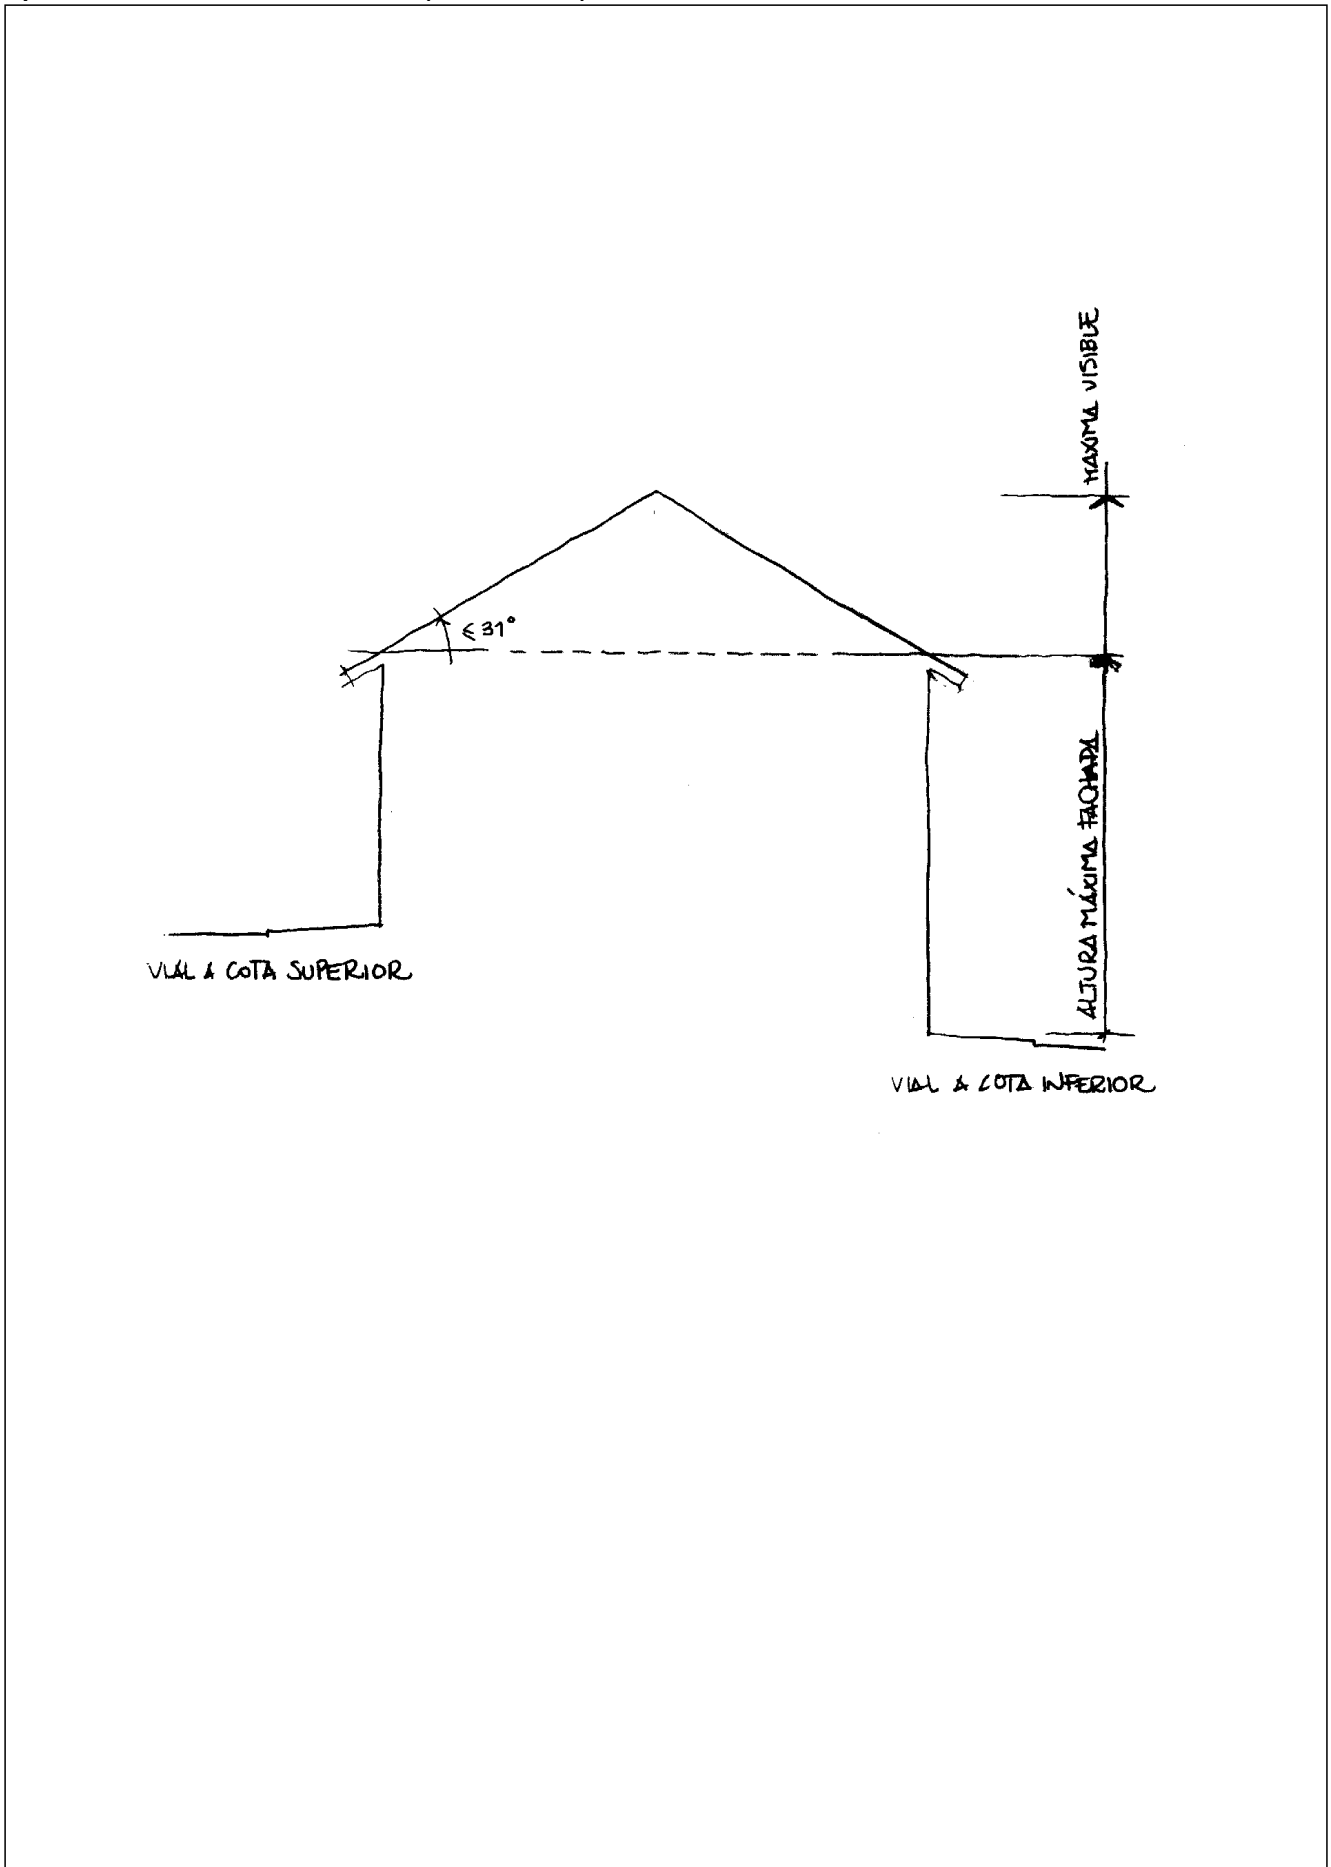 MÁXIMA VISIBLE
≤ 31°
ALTURA MÁXIMA FACHADA
VIAL A COTA SUPERIOR
VIAL A COTA INFERIOR